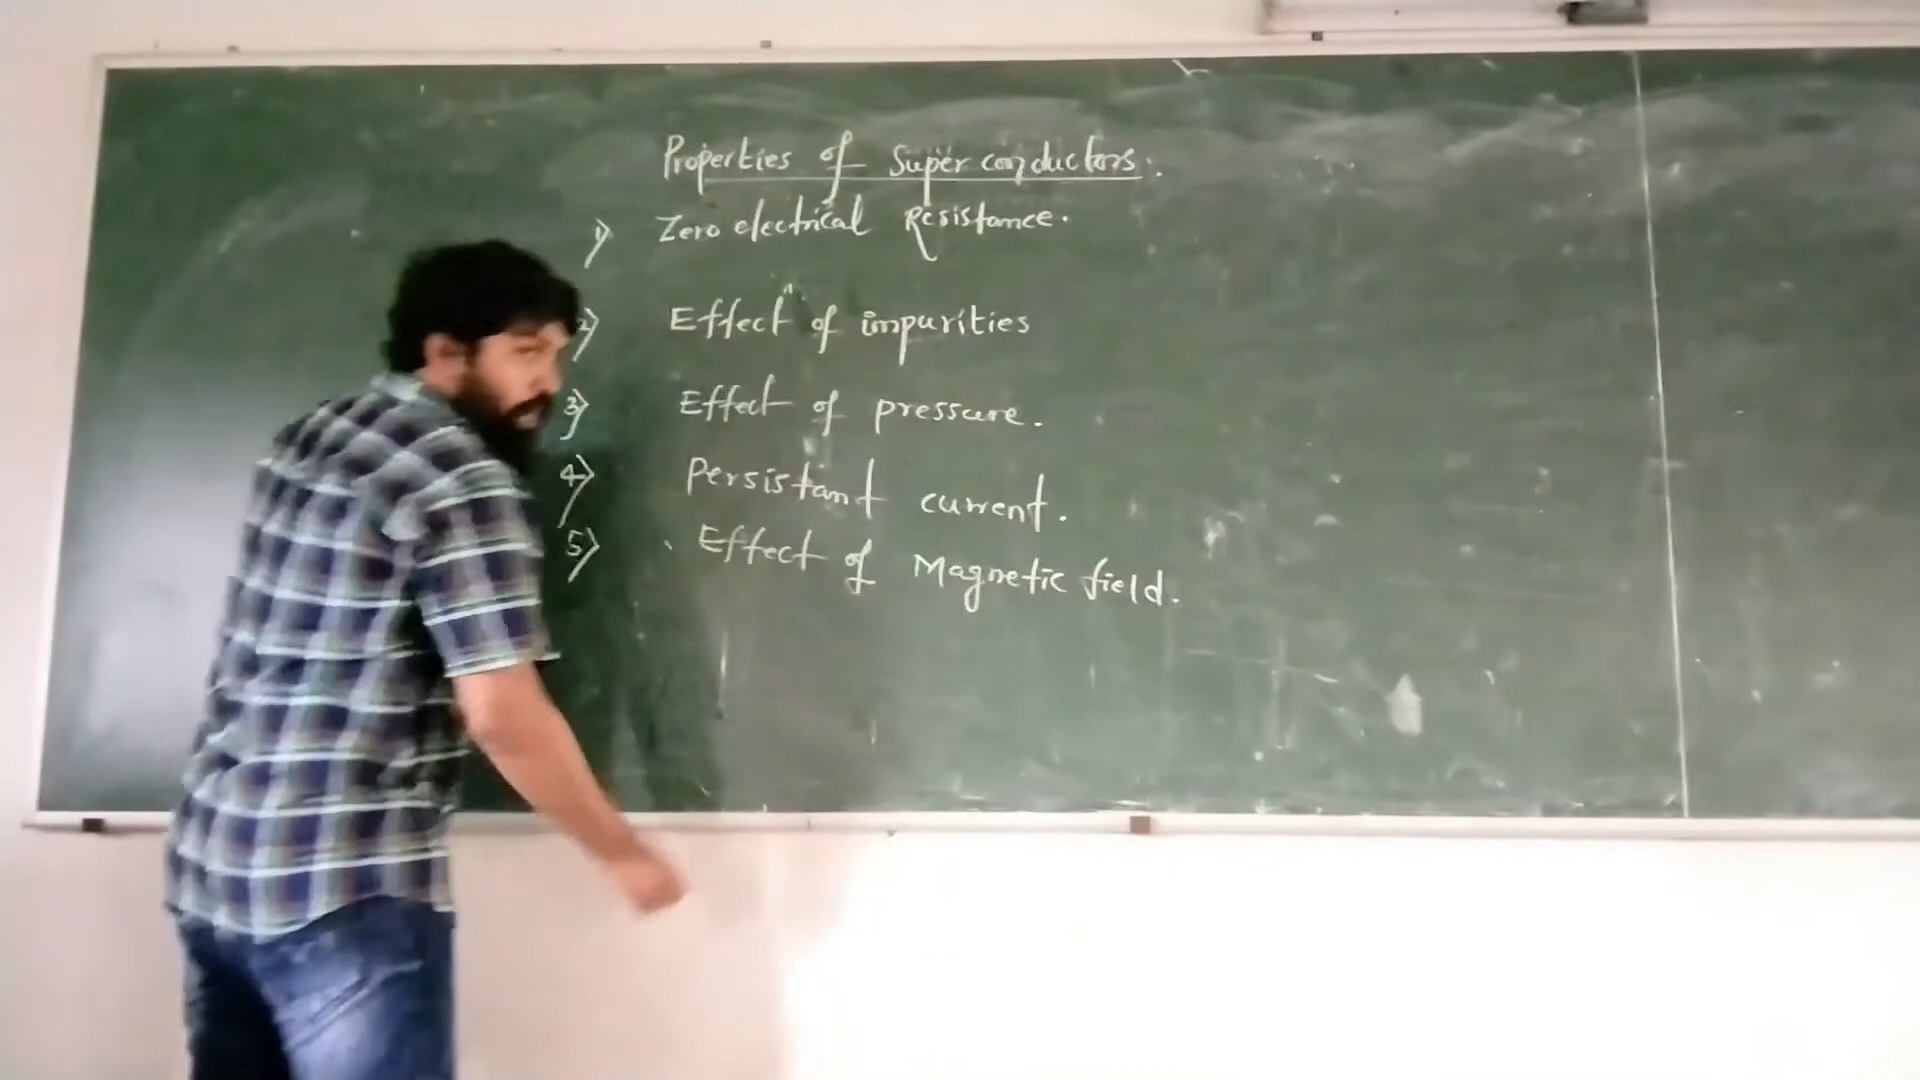 Properties of Super conductors.
1) Zero electrical Resistance.
2) Effect of impurities
3) Effect of pressure.
4) Persistant current.
5) Effect of Magnetic field.